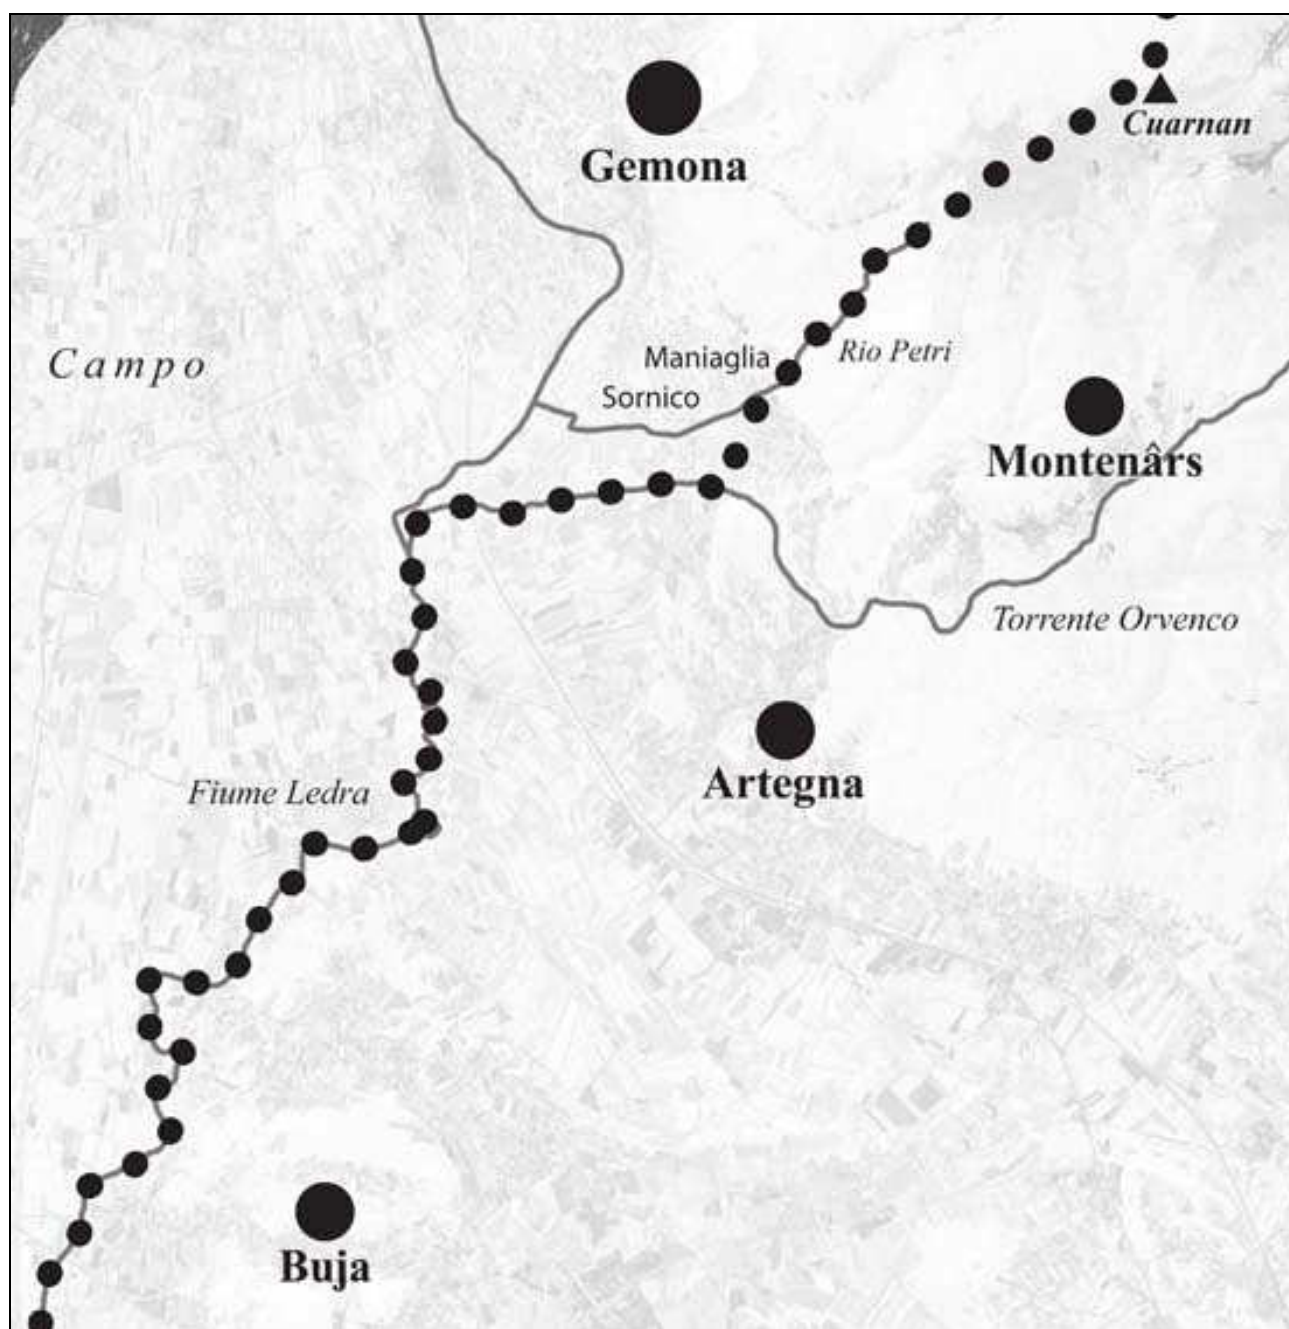 Cuarnan
Gemona
Campo
Maniaglia
Rio Petri
Sornico
Montenârs
Torrente Orvenco
Artegna
Fiume Ledra
Buja